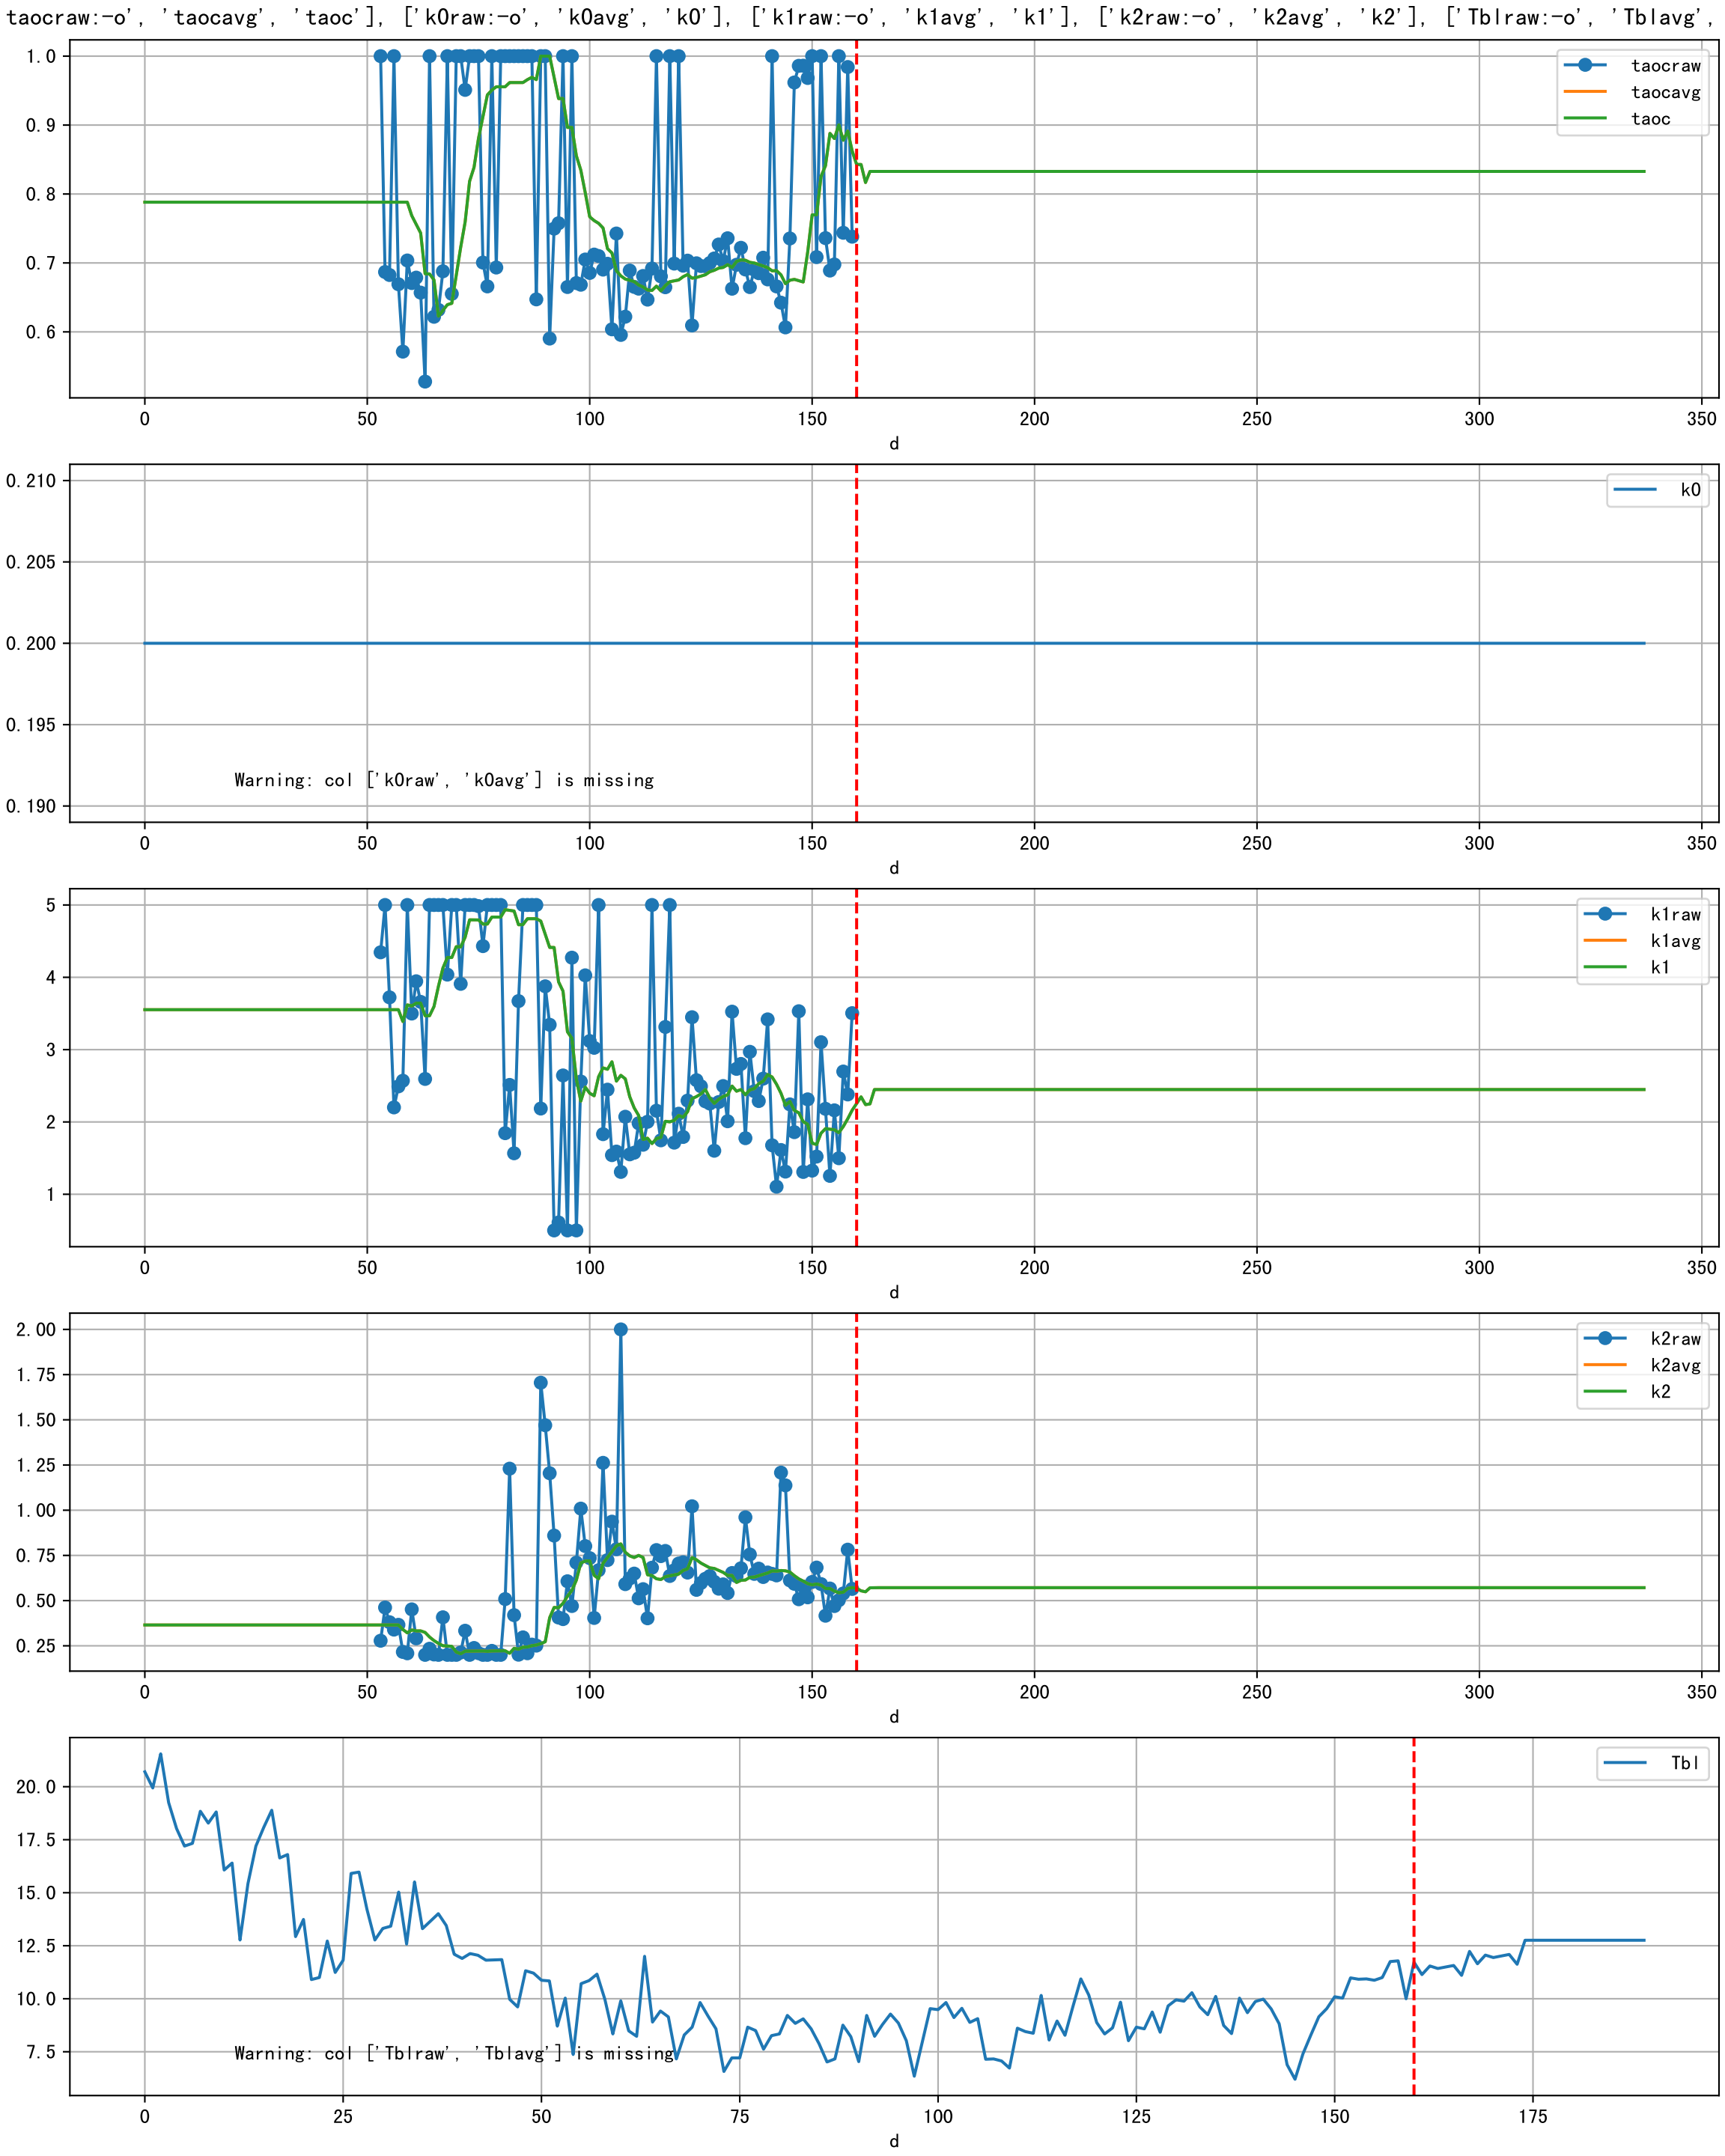 taocraw:-o', 'taocavg', 'taoc'], ['k0raw:-o', 'k0avg', 'k0'], ['k1raw:-o', 'k1avg', 'k1'], ['k2raw:-o', 'k2avg', 'k2'], ['Tblraw:-o', 'Tblavg',
1.0
0.9
0.8
0.7
0.6
taocraw
taocavg
taoc
0 50 100 150 200 250 300 350
d
0.210
0.205
0.200
0.195
0.190
k0
Warning: col ['k0raw', 'k0avg'] is missing
0 50 100 150 200 250 300 350
d
5
4
3
2
1
k1raw
k1avg
k1
0 50 100 150 200 250 300 350
d
2.00
1.75
1.50
1.25
1.00
0.75
0.50
0.25
k2raw
k2avg
k2
0 50 100 150 200 250 300 350
d
20.0
17.5
15.0
12.5
10.0
7.5
Tbl
Warning: col ['Tblraw', 'Tblavg'] is missing
0 25 50 75 100 125 150 175
d